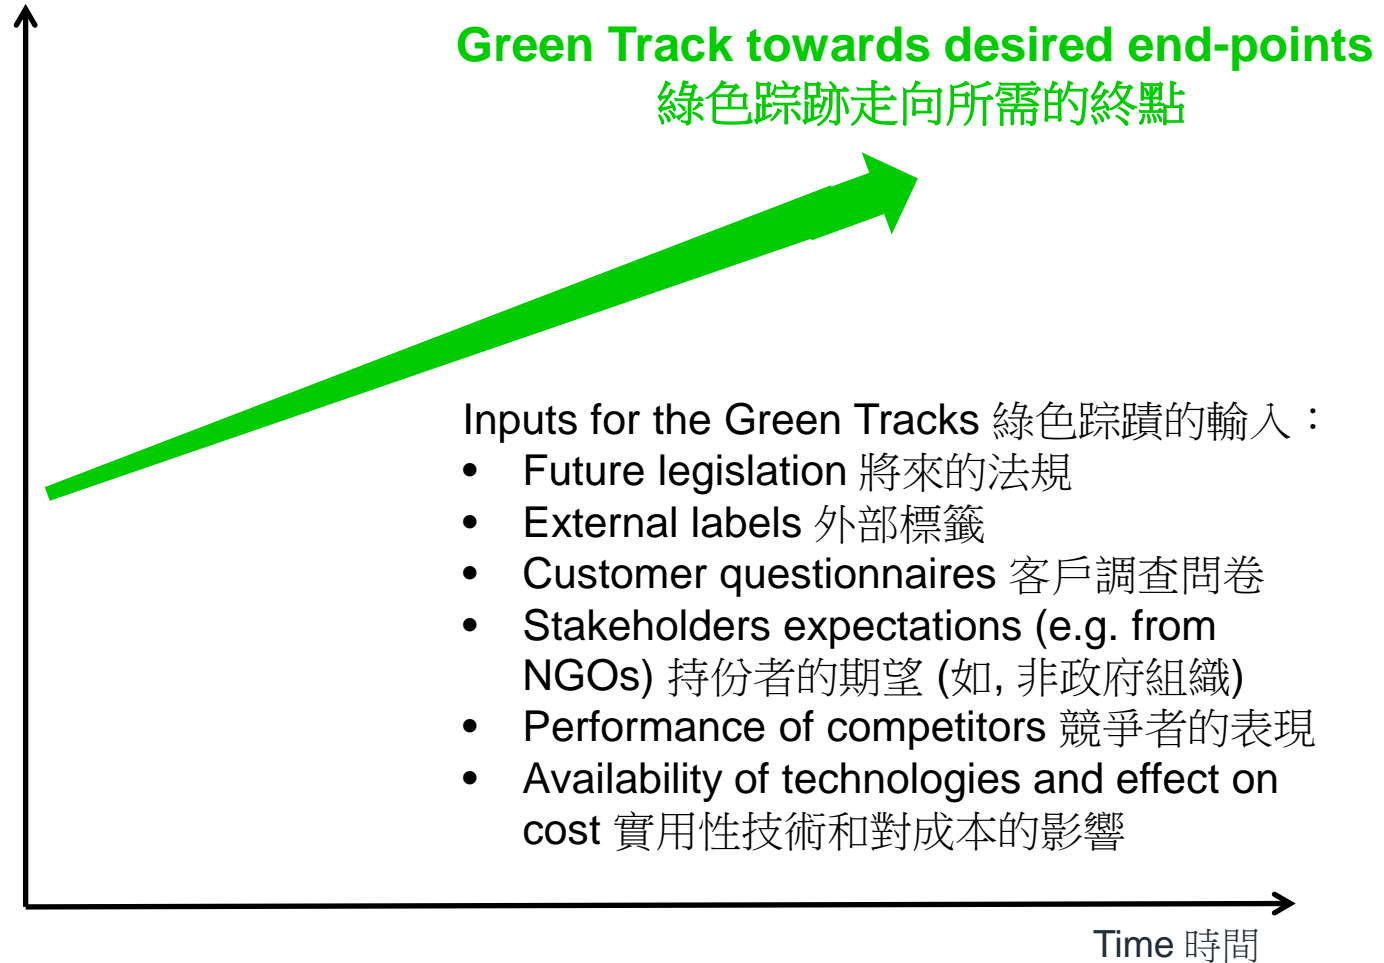 Green Track towards desired end-points
綠色踪跡走向所需的終點
Inputs for the Green Tracks 綠色踪蹟的輸入：
• Future legislation 將來的法規
• External labels 外部標籤
• Customer questionnaires 客戶調查問卷
• Stakeholders expectations (e.g. from
NGOs) 持份者的期望 (如, 非政府組織)
• Performance of competitors 競爭者的表現
• Availability of technologies and effect on
cost 實用性技術和對成本的影響
Time 時間